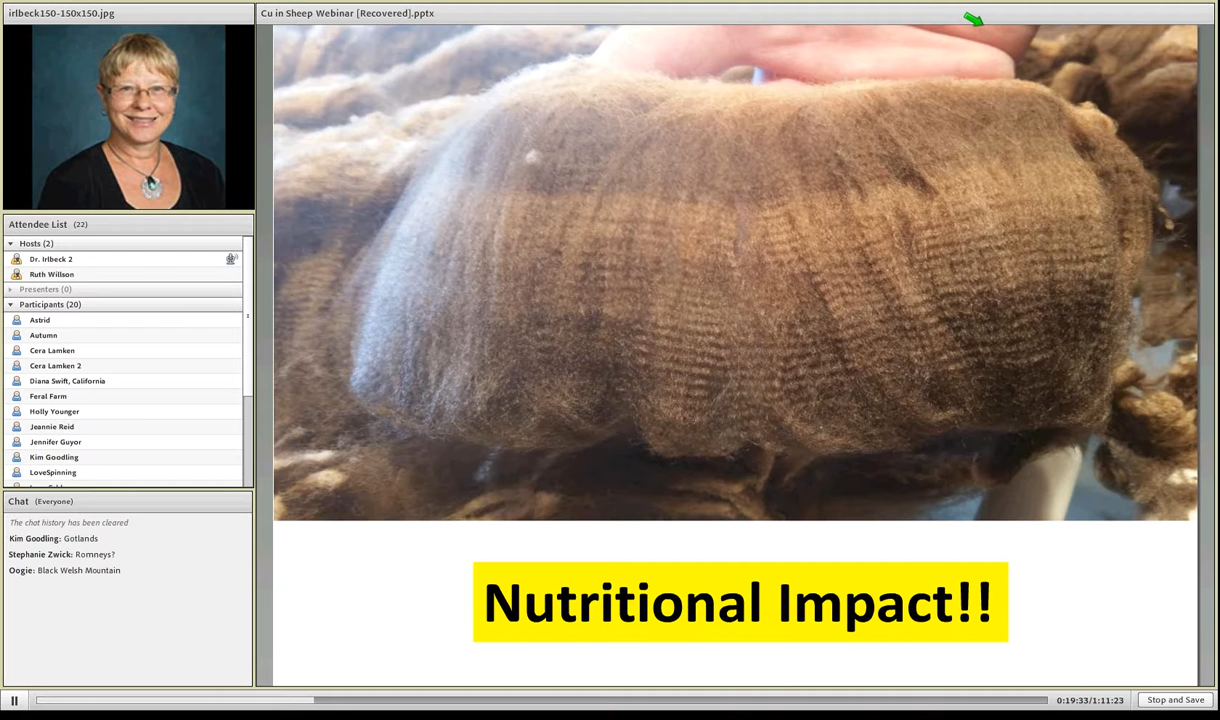 irlbeck150-150x150.jpg
Cu in Sheep Webinar [Recovered].pptx
Attendee List (22)
Hosts (2)
Dr. Irlbeck 2
Ruth Willson
Presenters (0)
Participants (20)
Astrid
Autumn
Cera Lamken
Cera Lamken 2
Diana Swift, California
Feral Farm
Holly Younger
Jeannie Reid
Jennifer Guyor
Kim Goodling
LoveSpinning
Chat (Everyone)
The chat history has been cleared
Kim Goodling: Gotlands
Stephanie Zwick: Romneys?
Oogie: Black Welsh Mountain
Nutritional Impact!!
0:19:33/1:11:23
Stop and Save